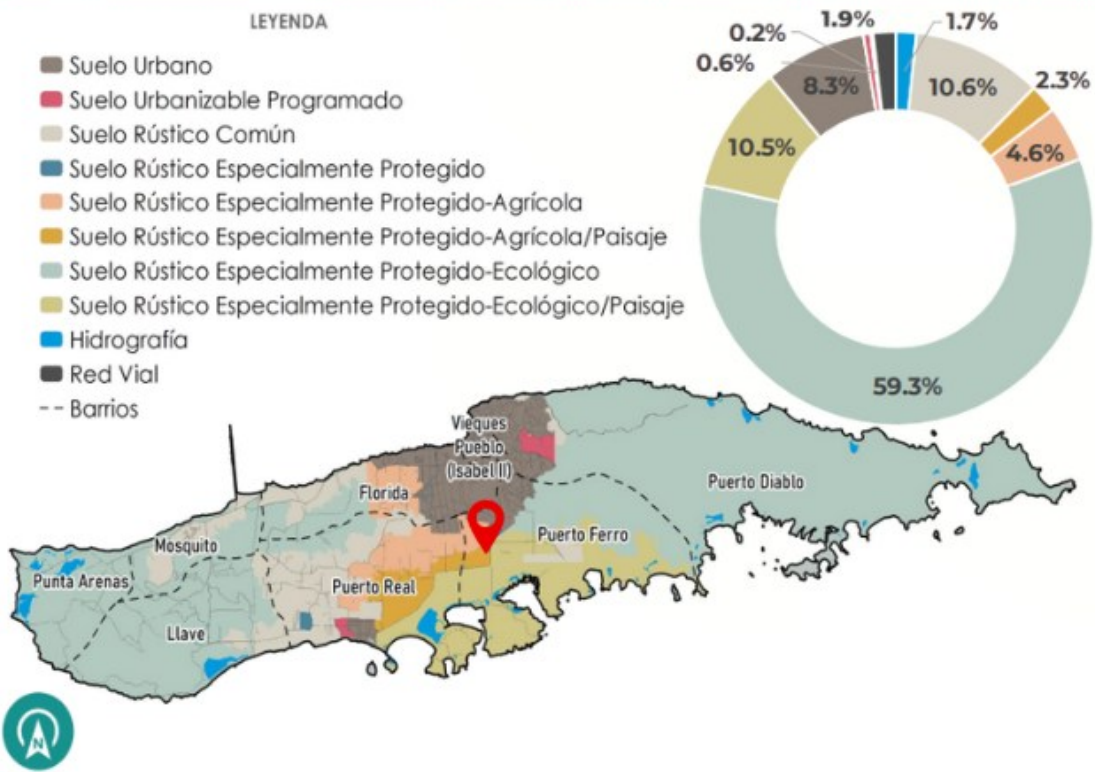 LEYENDA
Suelo Urbano
Suelo Urbanizable Programado
Suelo Rústico Común
Suelo Rústico Especialmente Protegido
Suelo Rústico Especialmente Protegido-Agrícola
Suelo Rústico Especialmente Protegido-Agrícola/Paisaje
Suelo Rústico Especialmente Protegido-Ecológico
Suelo Rústico Especialmente Protegido-Ecológico/Paisaje
Hidrografía
Red Vial
Barrios
1.9%
1.7%
0.2%
0.6%
8.3%
10.6%
2.3%
10.5%
4.6%
59.3%
Vieques
Pueblo
(Isabel II)
Florida
Puerto Diablo
Mosquito
Puerto Ferro
Punta Arenas
Puerto Real
Llave
N